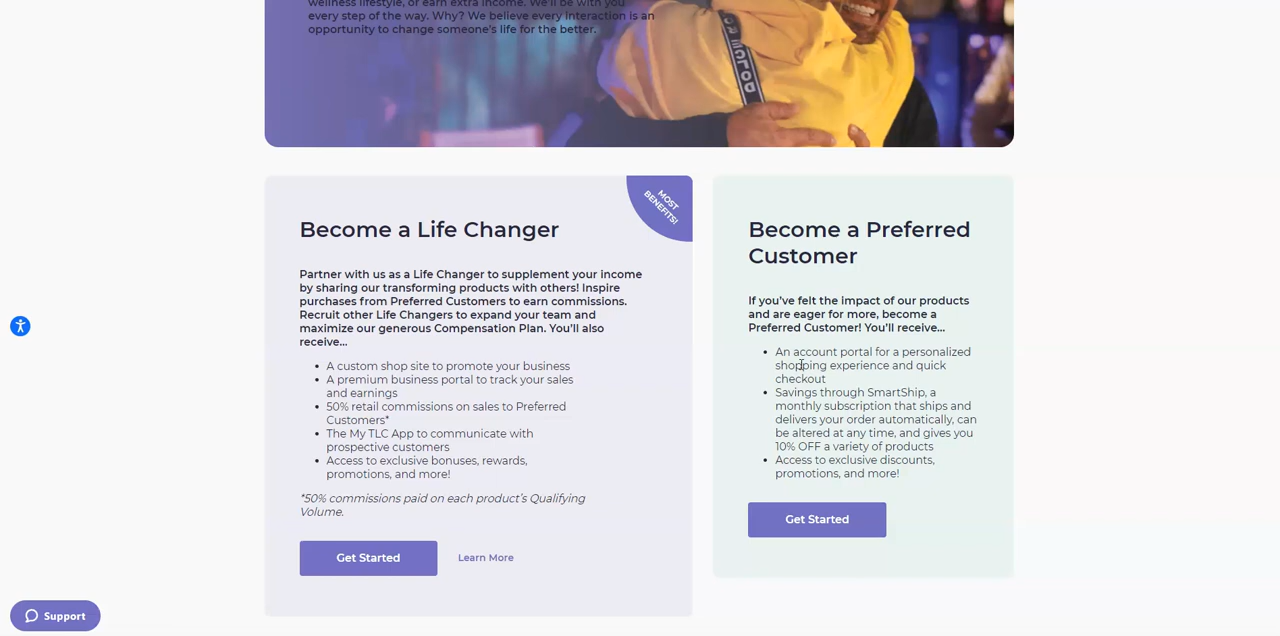 wellness lifestyle, or earn extra income. We'll be with you
every step of the way. Why? We believe every interaction is an
opportunity to change someone's life for the better.
MOST
BENEFITS!
Become a Life Changer
Partner with us as a Life Changer to supplement your income
by sharing our transforming products with others! Inspire
purchases from Preferred Customers to earn commissions.
Recruit other Life Changers to expand your team and
maximize our generous Compensation Plan. You'll also
receive...
• A custom shop site to promote your business
• A premium business portal to track your sales
and earnings
• 50% retail commissions on sales to Preferred
Customers*
• The My TLC App to communicate with
prospective customers
• Access to exclusive bonuses, rewards,
promotions, and more!
*50% commissions paid on each product's Qualifying
Volume.
Get Started
Learn More
Become a Preferred
Customer
If you've felt the impact of our products
and are eager for more, become a
Preferred Customer! You'll receive...
• An account portal for a personalized
shopping experience and quick
checkout
• Savings through SmartShip, a
monthly subscription that ships and
delivers your order automatically, can
be altered at any time, and gives you
10% OFF a variety of products
• Access to exclusive discounts,
promotions, and more!
Get Started
Support